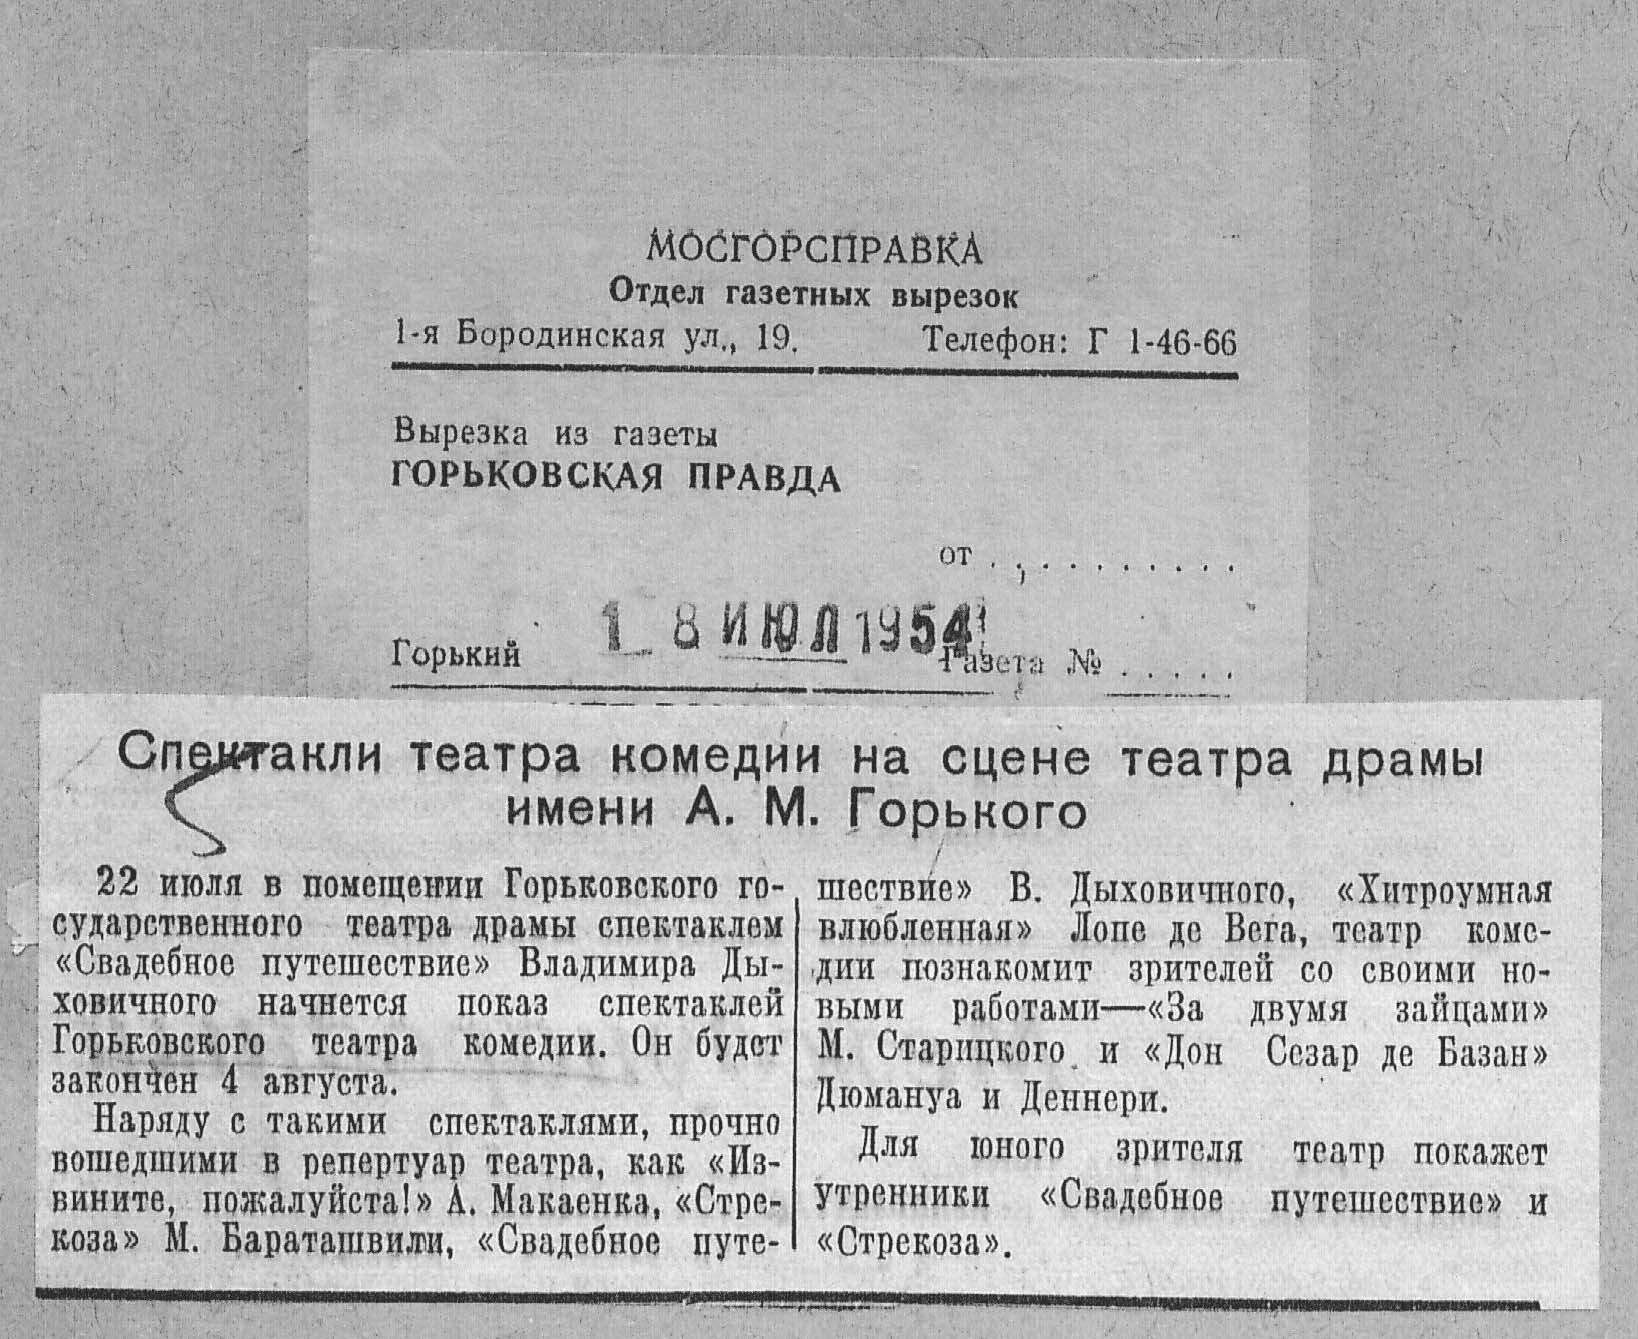 МОСГОРСПРАВКА
Отдел газетных вырезок
1-я Бородинская ул., 19. Телефон: Г 1-46-66
Вырезка из газеты
ГОРЬКОВСКАЯ ПРАВДА
от . . . . . . . . . .
18 ИЮЛ 1954
Горький Газета № . . . . .
Спектакли театра комедии на сцене театра драмы
имени А. М. Горького
22 июля в помещении Горьковского го-
сударственного театра драмы спектаклем
«Свадебное путешествие» Владимира Ды-
ховичного начнется показ спектаклей
Горьковского театра комедии. Он будет
закончен 4 августа.
Наряду с такими спектаклями, прочно
вошедшими в репертуар театра, как «Из-
вините, пожалуйста!» А. Макаенка, «Стре-
коза» М. Бараташвили, «Свадебное путе-
шествие» В. Дыховичного, «Хитроумная
влюбленная» Лопе де Вега, театр коме-
дии познакомит зрителей со своими но-
выми работами—«За двумя зайцами»
М. Старицкого и «Дон Сезар де Базан»
Дюмануа и Деннери.
Для юного зрителя театр покажет
утренники «Свадебное путешествие» и
«Стрекоза».